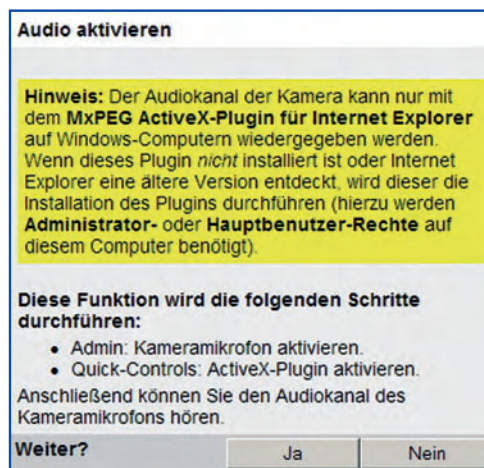 Audio aktivieren
Hinweis: Der Audiokanal der Kamera kann nur mit
dem MxPEG ActiveX-Plugin für Internet Explorer
auf Windows-Computern wiedergegeben werden.
Wenn dieses Plugin nicht installiert ist oder Internet
Explorer eine ältere Version entdeckt, wird dieser die
Installation des Plugins durchführen (hierzu werden
Administrator- oder Hauptbenutzer-Rechte auf
diesem Computer benötigt).
Diese Funktion wird die folgenden Schritte
durchführen:
• Admin: Kameramikrofon aktivieren.
• Quick-Controls: ActiveX-Plugin aktivieren.
Anschließend können Sie den Audiokanal des
Kameramikrofons hören.
Weiter? Ja Nein